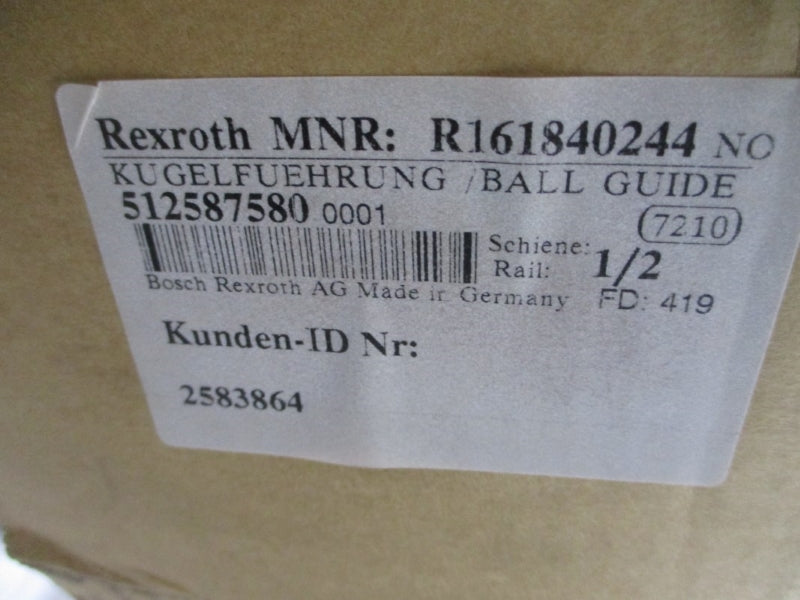 Rexroth MNR: R161840244 NO
KUGELFUEHRUNG /BALL GUIDE
512587580 0001
7210
Schiene:
Rail: 1/2
Bosch Rexroth AG Made in Germany FD: 419
Kunden-ID Nr:
2583864